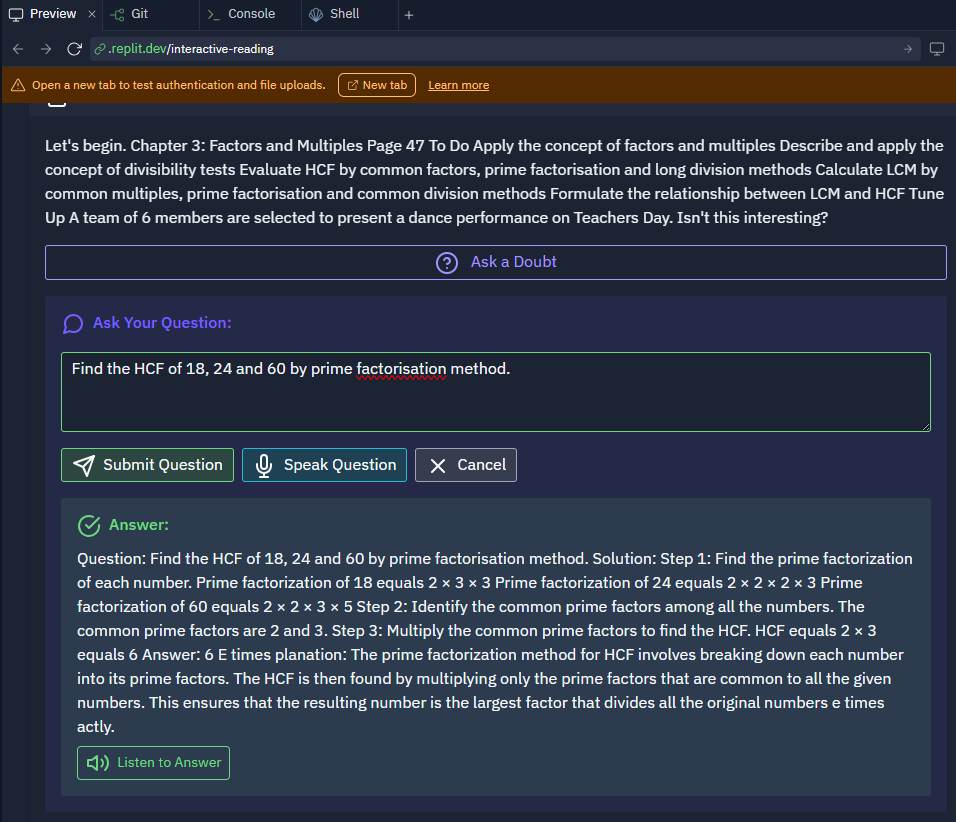 Preview
Git
Console
Shell
.replit.dev/interactive-reading
Open a new tab to test authentication and file uploads.
New tab
Learn more
Let's begin. Chapter 3: Factors and Multiples Page 47 To Do Apply the concept of factors and multiples Describe and apply the
concept of divisibility tests Evaluate HCF by common factors, prime factorisation and long division methods Calculate LCM by
common multiples, prime factorisation and common division methods Formulate the relationship between LCM and HCF Tune
Up A team of 6 members are selected to present a dance performance on Teachers Day. Isn't this interesting?
Ask a Doubt
Ask Your Question:
Find the HCF of 18, 24 and 60 by prime factorisation method.
Submit Question
Speak Question
Cancel
Answer:
Question: Find the HCF of 18, 24 and 60 by prime factorisation method. Solution: Step 1: Find the prime factorization
of each number. Prime factorization of 18 equals 2 × 3 × 3 Prime factorization of 24 equals 2 × 2 × 2 × 3 Prime
factorization of 60 equals 2 × 2 × 3 × 5 Step 2: Identify the common prime factors among all the numbers. The
common prime factors are 2 and 3. Step 3: Multiply the common prime factors to find the HCF. HCF equals 2 × 3
equals 6 Answer: 6 E times planation: The prime factorization method for HCF involves breaking down each number
into its prime factors. The HCF is then found by multiplying only the prime factors that are common to all the given
numbers. This ensures that the resulting number is the largest factor that divides all the original numbers e times
actly.
Listen to Answer